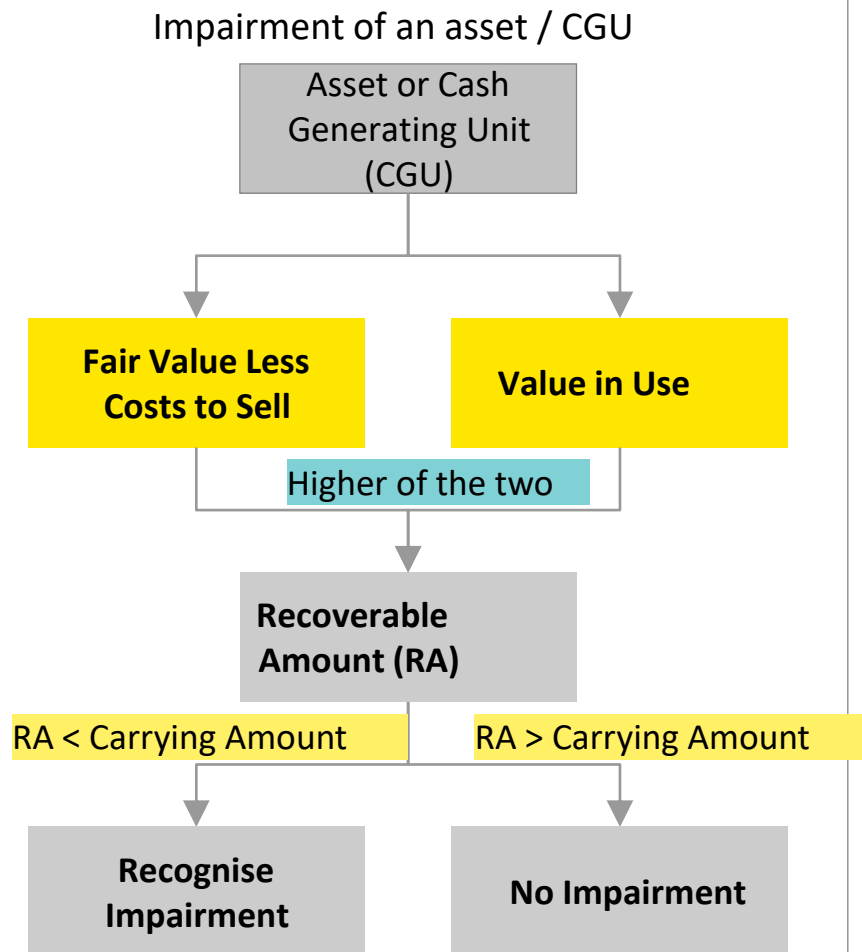 Impairment of an asset / CGU
Asset or Cash
Generating Unit
(CGU)
Fair Value Less
Costs to Sell
Value in Use
Higher of the two
Recoverable
Amount (RA)
RA < Carrying Amount
RA > Carrying Amount
Recognise
Impairment
No Impairment